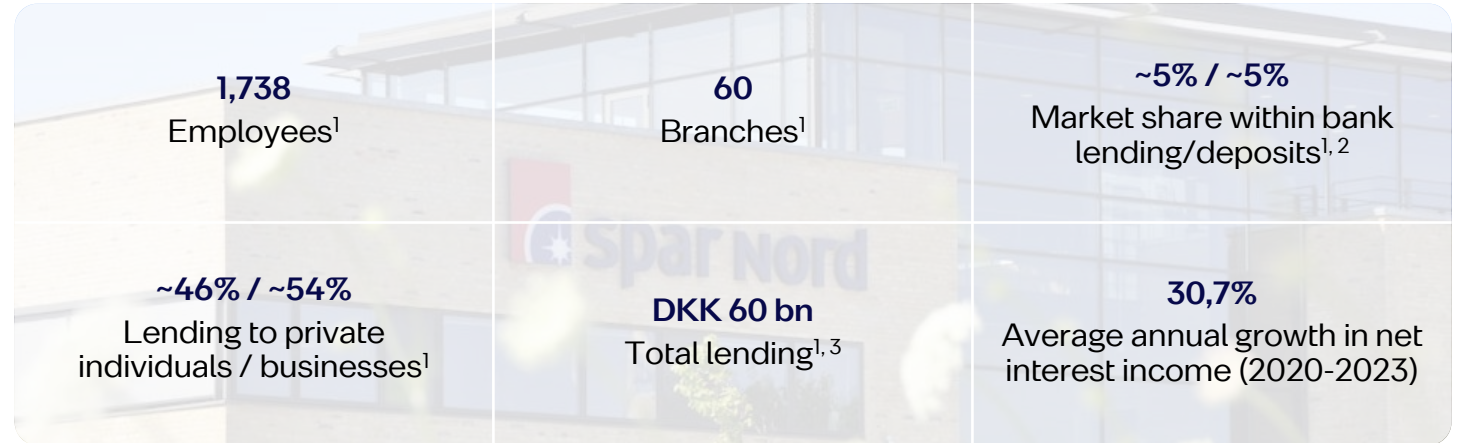 1,738
Employees1
60
Branches1
~5% / ~5%
Market share within bank
lending/deposits1, 2
spar nord
~46% / ~54%
Lending to private
individuals / businesses1
DKK 60 bn
Total lending1, 3
30,7%
Average annual growth in net
interest income (2020-2023)